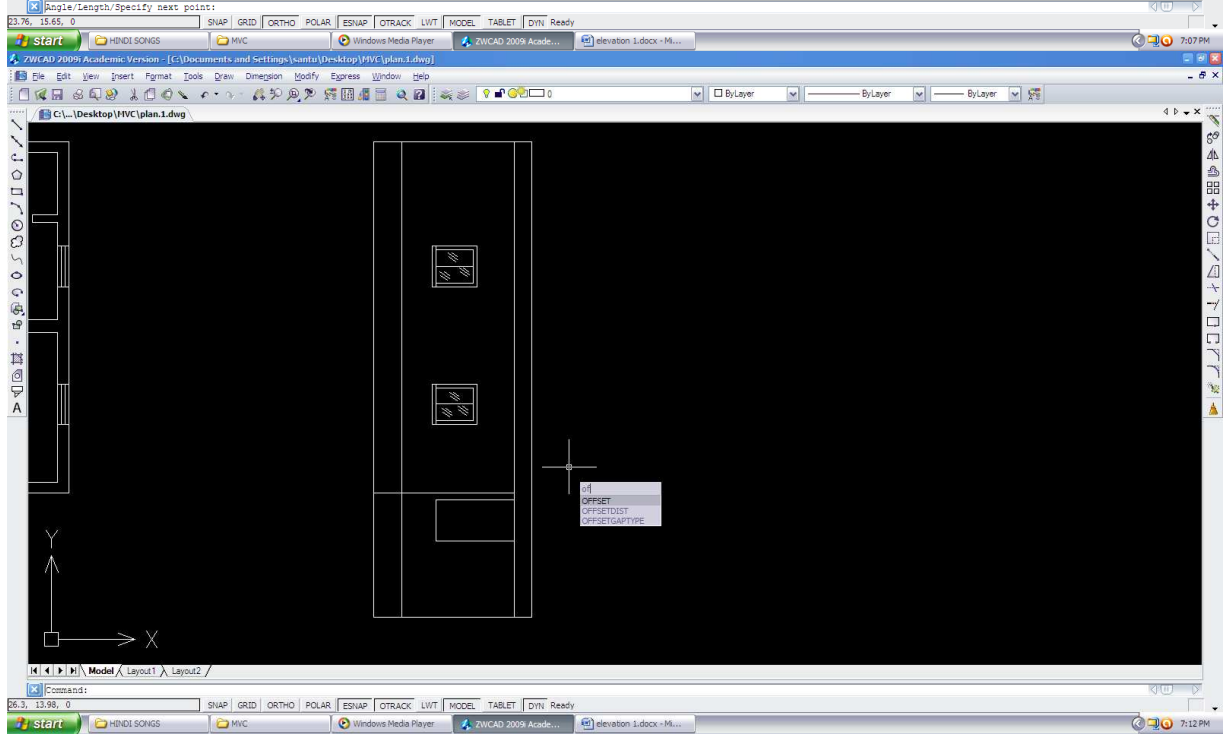 Angle/Length/Specify next point:
23.76, 15.65, 0 SNAP GRID ORTHO POLAR ESNAP OTRACK LWT MODEL TABLET DYN Ready
start HINDI SONGS MVC Windows Media Player ZWCAD 2009i Acade... elevation 1.docx - Mi... 7:07 PM
ZWCAD 2009i Academic Version - [C:\Documents and Settings\santu\Desktop\MVC\plan.1.dwg]
File Edit View Insert Format Tools Draw Dimension Modify Express Window Help
0 ByLayer ByLayer ByLayer
C:\...\Desktop\MVC\plan.1.dwg
A
of
OFFSET
OFFSETDIST
OFFSETGAPTYPE
Y
X
Model Layout1 Layout2
Command:
26.3, 13.98, 0 SNAP GRID ORTHO POLAR ESNAP OTRACK LWT MODEL TABLET DYN Ready
start HINDI SONGS MVC Windows Media Player ZWCAD 2009i Acade... elevation 1.docx - Mi... 7:12 PM